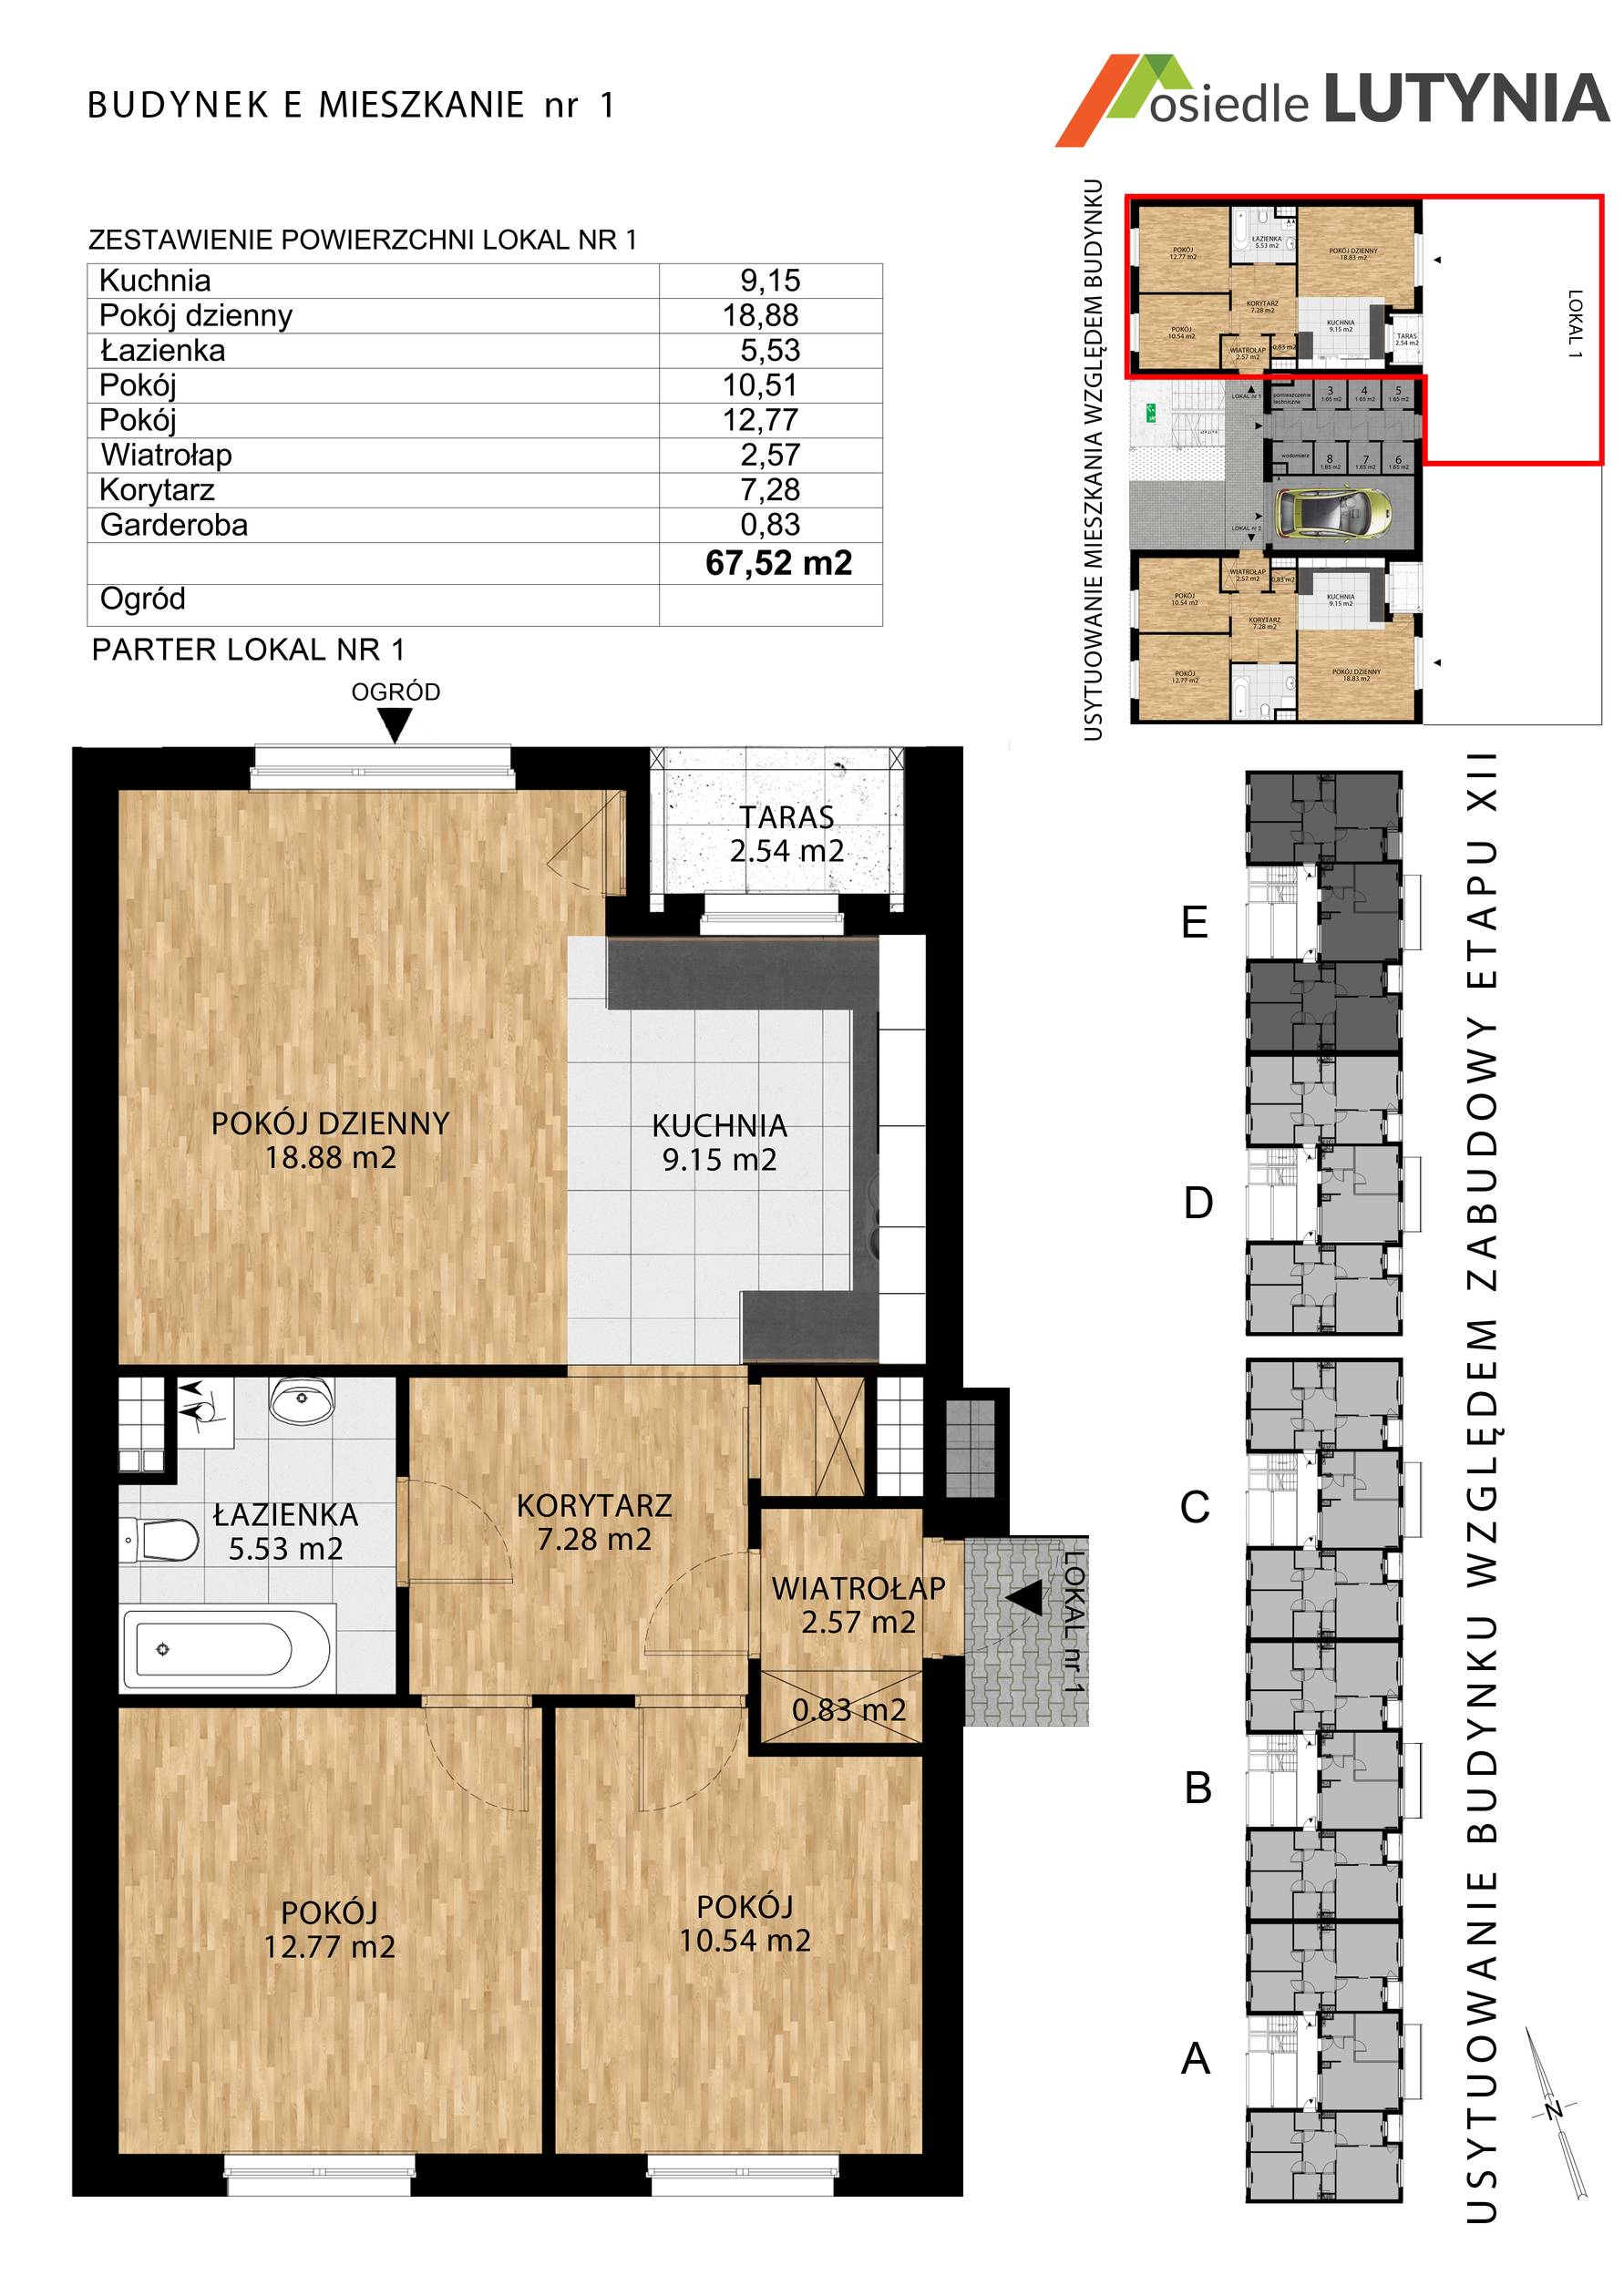 BUDYNEK E MIESZKANIE nr 1
osiedle LUTYNIA
ZESTAWIENIE POWIERZCHNI LOKAL NR 1
Kuchnia 9,15
Pokój dzienny 18,88
Łazienka 5,53
Pokój 10,51
Pokój 12,77
Wiatrołap 2,57
Korytarz 7,28
Garderoba 0,83
67,52 m2
Ogród
PARTER LOKAL NR 1
OGRÓD
TARAS
2.54 m2
POKÓJ DZIENNY
18.88 m2
KUCHNIA
9.15 m2
ŁAZIENKA
5.53 m2
KORYTARZ
7.28 m2
WIATROŁAP
2.57 m2
0.83 m2
LOKAL nr 1
POKÓJ
12.77 m2
POKÓJ
10.54 m2
USYTUOWANIE MIESZKANIA WZGLĘDEM BUDYNKU
POKÓJ
12.77 m2
ŁAZIENKA
5.53 m2
POKÓJ DZIENNY
18.83 m2
KORYTARZ
7.28 m2
POKÓJ
10.54 m2
KUCHNIA
9.15 m2
TARAS
2.54 m2
WIATROŁAP
2.57 m2
0,83 m2
LOKAL 1
LOKAL nr 1
pomieszczenie
techniczne
3
1.65 m2
4
1.65 m2
5
1.65 m2
wodomierz
8
1.65 m2
7
1.65 m2
6
1.65 m2
LOKAL nr 2
WIATROŁAP
2.57 m2
0,83 m2
POKÓJ
10.54 m2
KUCHNIA
9.15 m2
KORYTARZ
7.28 m2
POKÓJ
12.77 m2
POKÓJ DZIENNY
18.83 m2
E
D
C
B
A
USYTUOWANIE BUDYNKU WZGLĘDEM ZABUDOWY ETAPU XII
N